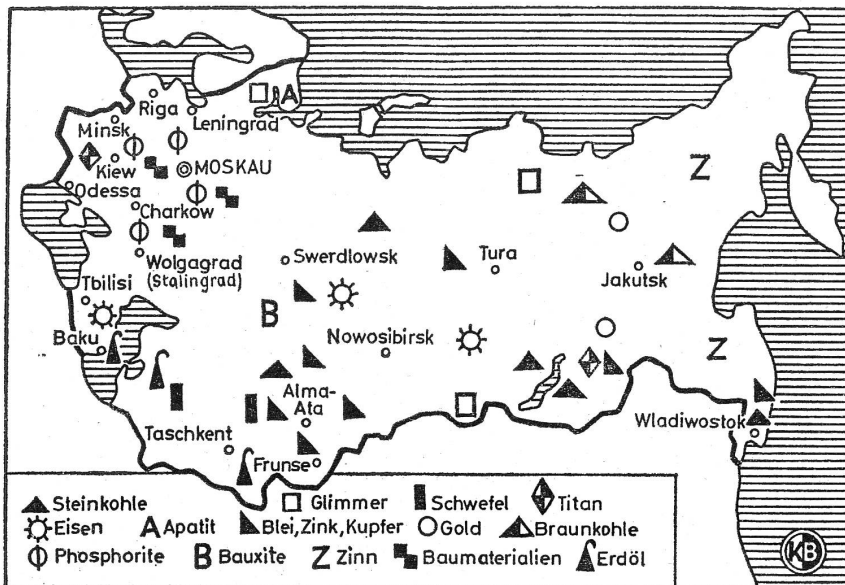 Riga
A
Leningrad
Minsk
Kiew
MOSKAU
Z
Odessa
Charkow
Swerdlowsk
Tura
Wolgagrad
(Stalingrad)
Jakutsk
Tbilisi
B
Baku
Nowosibirsk
Z
Alma-
Ata
Wladiwostok
Taschkent
Frunse
Steinkohle
Glimmer
Schwefel
Titan
Eisen
A Apatit
Blei, Zink, Kupfer
Gold
Braunkohle
Phosphorite
B Bauxite
Z Zinn
Baumaterialien
Erdöl
KB